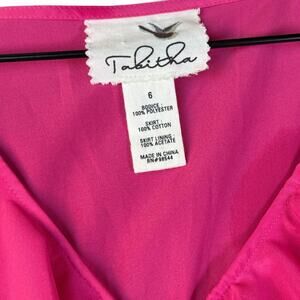 Tabitha
6
BODICE:
100% POLYESTER
SKIRT:
100% COTTON
SKIRT LINING:
100% ACETATE
MADE IN CHINA
RN#98544